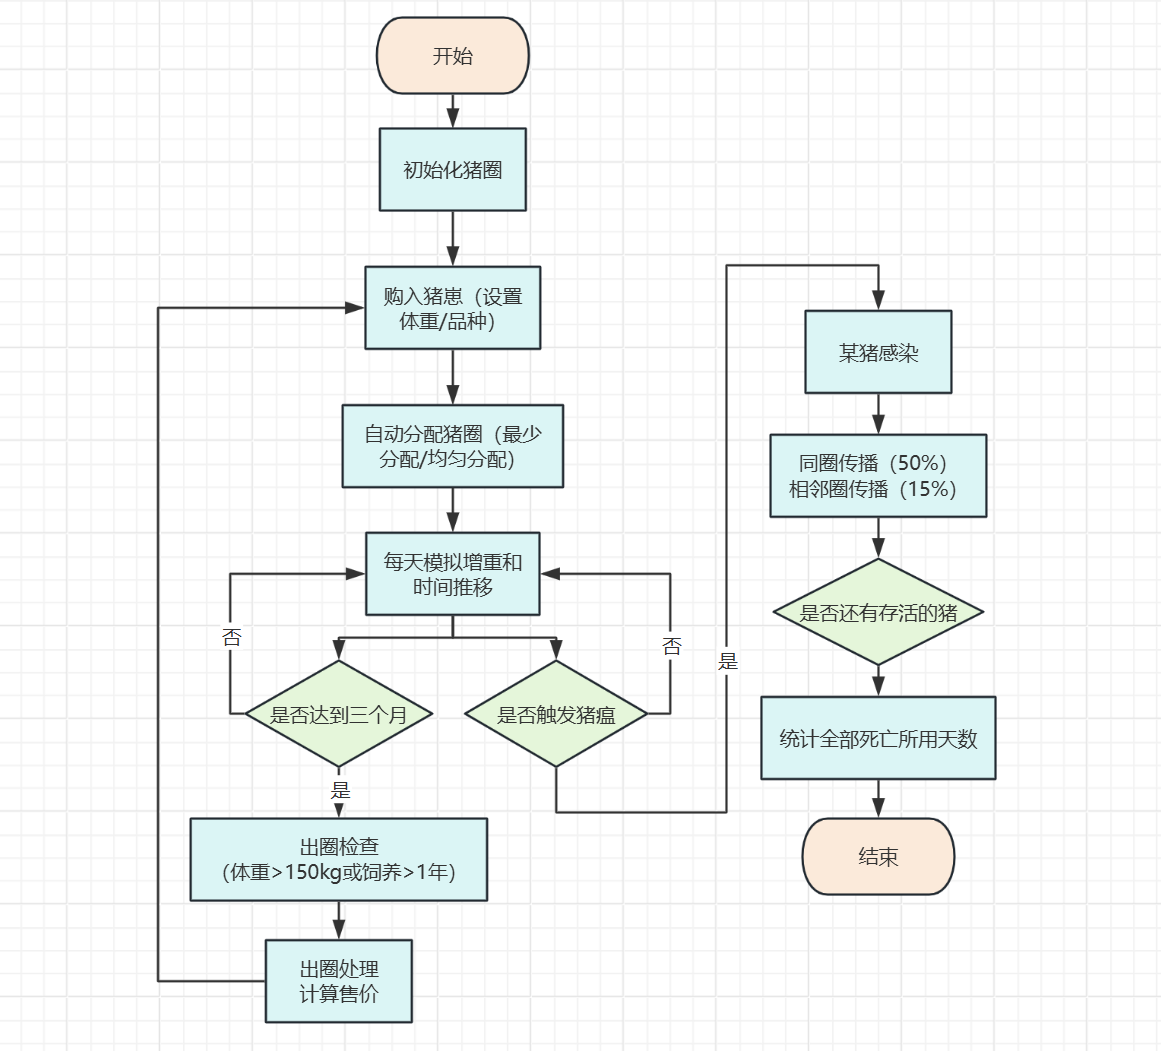 开始
初始化猪圈
购入猪崽（设置
体重/品种）
自动分配猪圈（最少
分配/均匀分配）
每天模拟增重和
时间推移
否
否
是否达到三个月
是否触发猪瘟
是
出圈检查
（体重>150kg或饲养>1年）
出圈处理
计算售价
是
某猪感染
同圈传播（50%）
相邻圈传播（15%）
是否还有存活的猪
统计全部死亡所用天数
结束